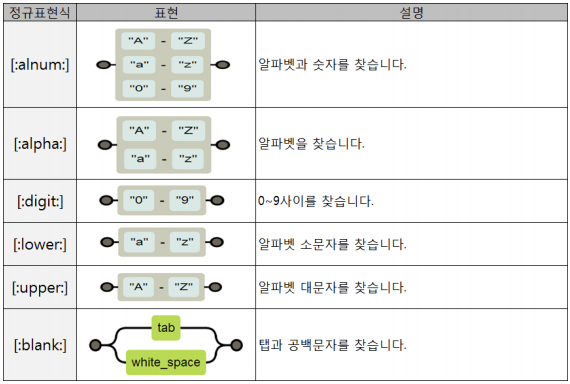 정규표현식 표현 설명
[:alnum:] "A" - "Z" "a" - "z" "0" - "9" 알파벳과 숫자를 찾습니다.
[:alpha:] "A" - "Z" "a" - "z" 알파벳을 찾습니다.
[:digit:] "0" - "9" 0~9사이를 찾습니다.
[:lower:] "a" - "z" 알파벳 소문자를 찾습니다.
[:upper:] "A" - "Z" 알파벳 대문자를 찾습니다.
[:blank:] tab white_space 탭과 공백문자를 찾습니다.